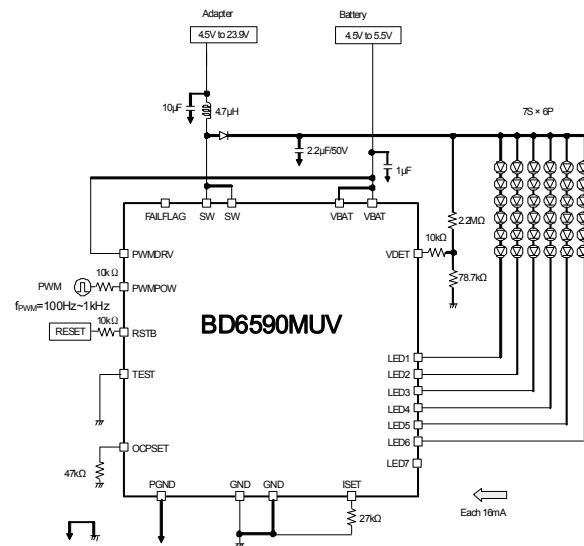 Adapter
Battery
4.5V to 23.9V
4.5V to 5.5V
10μF
4.7μH
7S × 6P
2.2μF/50V
1μF
FAILFLAG
SW
SW
VBAT
VBAT
2.2MΩ
10kΩ
PWMDRV
VDET
PWM
10kΩ
PWMPOW
78.7kΩ
fPWM=100Hz~1kHz
10kΩ
RESET
RSTB
BD6590MUV
LED1
TEST
LED2
LED3
LED4
LED5
OCPSET
LED6
LED7
47kΩ
PGND
GND
GND
ISET
27kΩ
Each 16mA